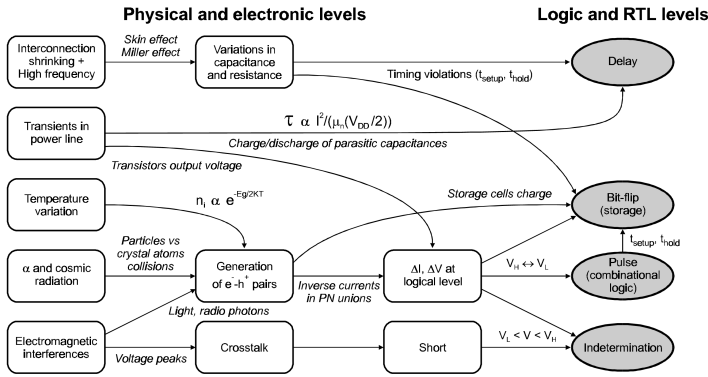 Physical and electronic levels
Logic and RTL levels
Interconnection
shrinking +
High frequency
Skin effect
Miller effect
Variations in
capacitance
and resistance
Timing violations (tsetup, thold)
Delay
Transients in
power line
τ α l²/(μn(VDD/2))
Charge/discharge of parasitic capacitances
Transistors output voltage
Temperature
variation
ni α e-Eg/2KT
Storage cells charge
Bit-flip
(storage)
α and cosmic
radiation
Particles vs
crystal atoms
collisions
Generation
of e--h+ pairs
Inverse currents
in PN unions
ΔI, ΔV at
logical level
VH ↔ VL
tsetup, thold
Pulse
(combinational
logic)
Light, radio photons
Electromagnetic
interferences
Voltage peaks
Crosstalk
Short
VL < V < VH
Indetermination